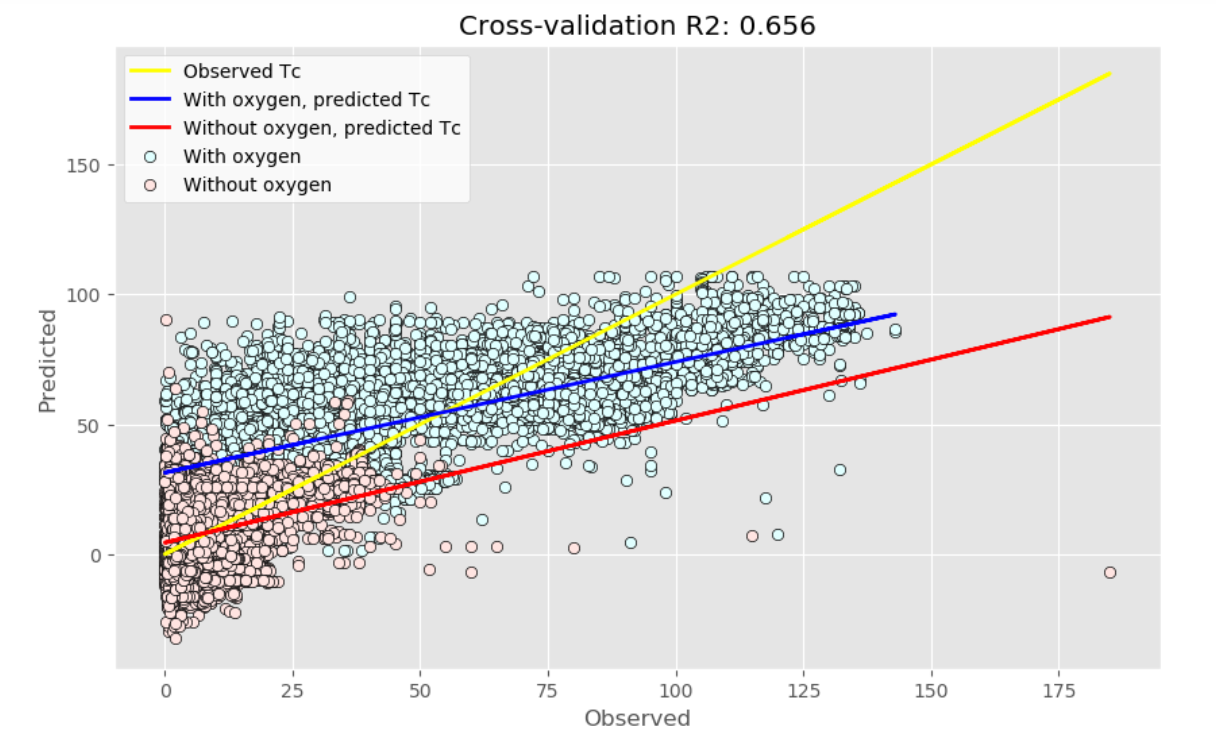 Cross-validation R2: 0.656
Observed Tc
With oxygen, predicted Tc
Without oxygen, predicted Tc
With oxygen
Without oxygen
Predicted
150
100
50
0
0 25 50 75 100 125 150 175
Observed